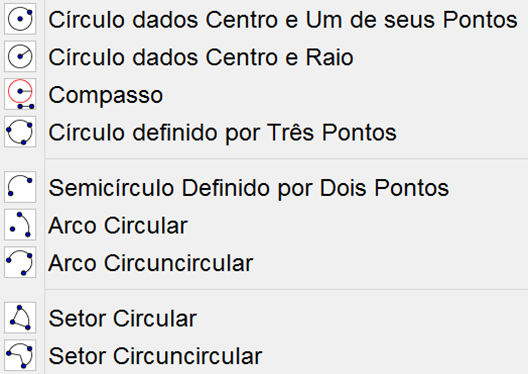 Círculo dados Centro e Um de seus Pontos
Círculo dados Centro e Raio
Compasso
Círculo definido por Três Pontos
Semicírculo Definido por Dois Pontos
Arco Circular
Arco Circuncircular
Setor Circular
Setor Circuncircular